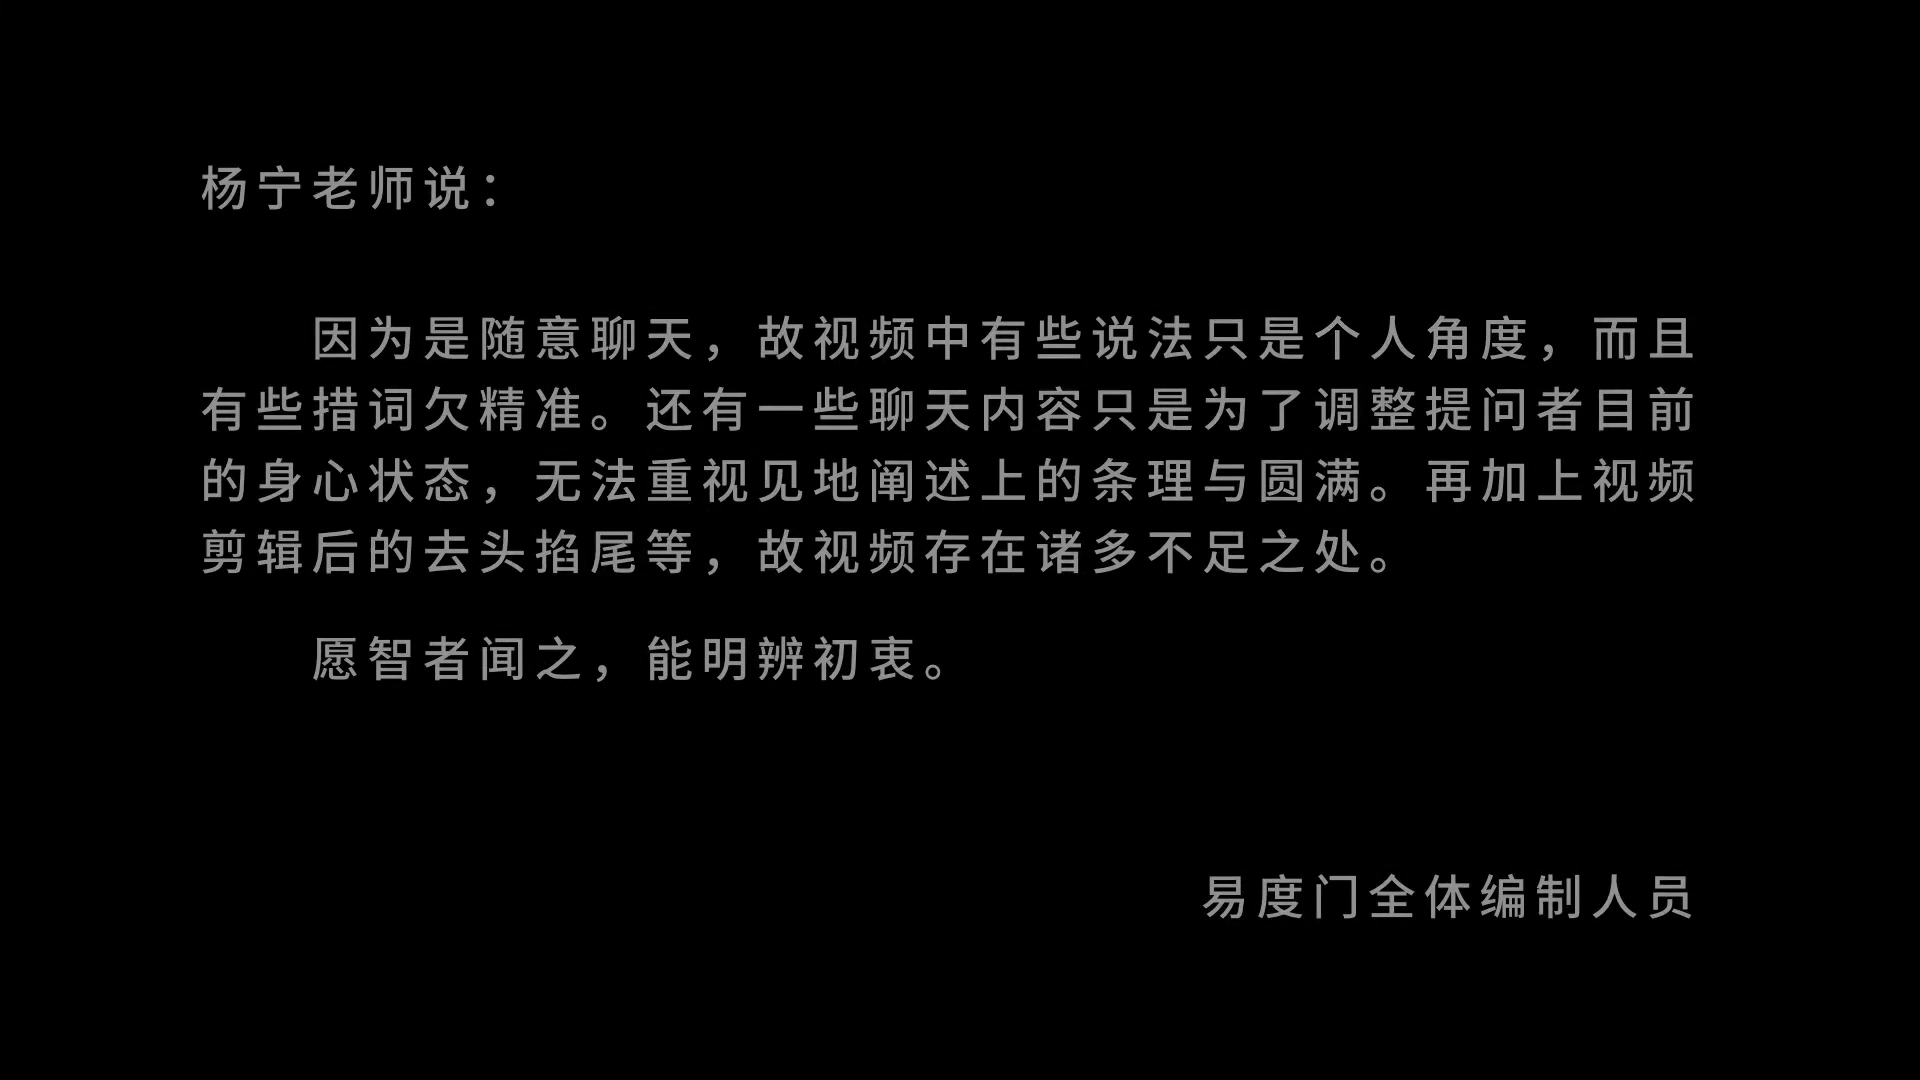 杨宁老师说：
因为是随意聊天，故视频中有些说法只是个人角度，而且
有些措词欠精准。还有一些聊天内容只是为了调整提问者目前
的身心状态，无法重视见地阐述上的条理与圆满。再加上视频
剪辑后的去头掐尾等，故视频存在诸多不足之处。
愿智者闻之，能明辨初衷。
易度门全体编制人员